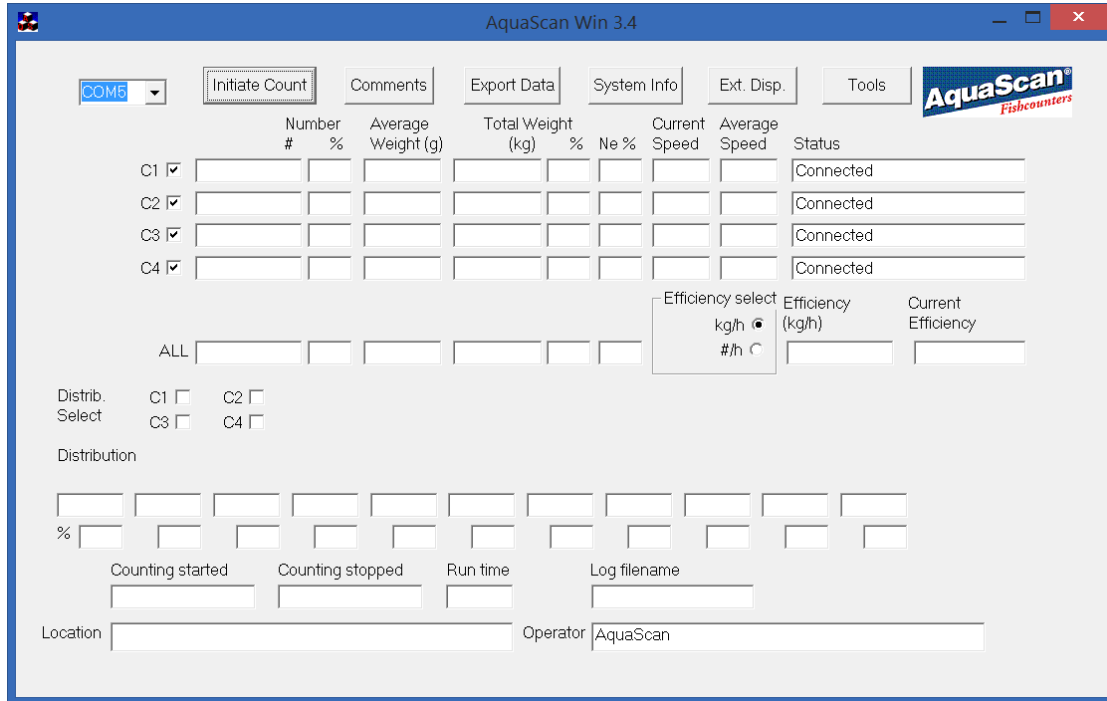 AquaScan Win 3.4
COM5 Initiate Count Comments Export Data System Info Ext. Disp. Tools AquaScan®
Fishcounters
Number Average Total Weight Current Average
# % Weight (g) (kg) % Ne % Speed Speed Status
C1 Connected
C2 Connected
C3 Connected
C4 Connected
Efficiency select Efficiency Current
kg/h (kg/h) Efficiency
ALL #/h
Distrib. C1 C2
Select C3 C4
Distribution
%
Counting started Counting stopped Run time Log filename
Location Operator AquaScan